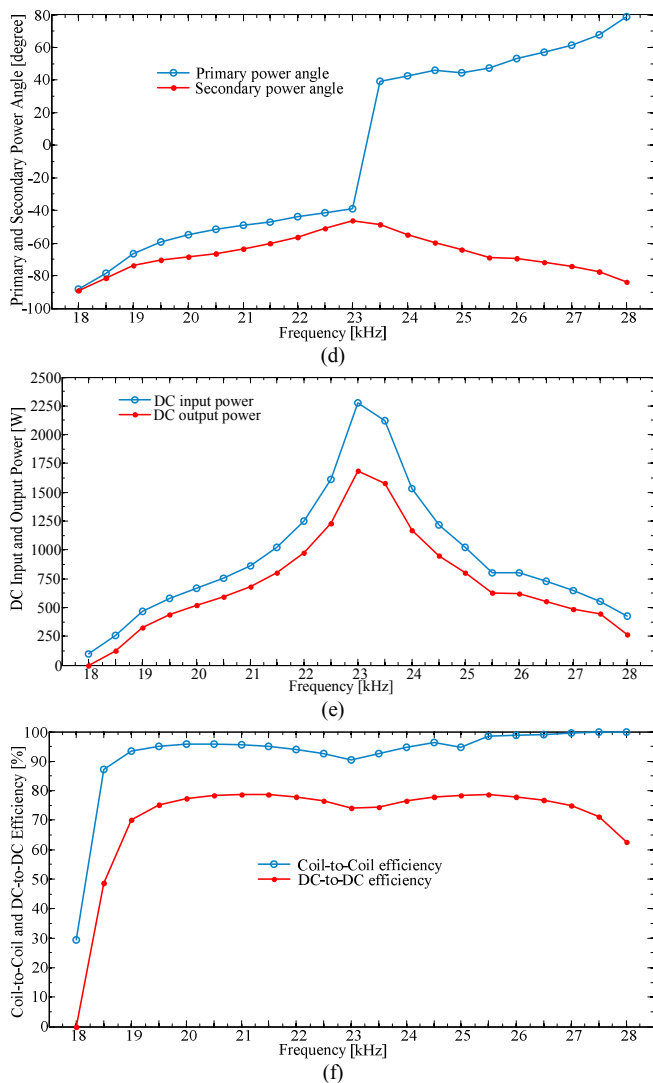 80
60
40
20
0
-20
-40
-60
-80
-100
Primary and Secondary Power Angle [degree]
Primary power angle
Secondary power angle
18 19 20 21 22 23 24 25 26 27 28
Frequency [kHz]
(d)
2500
2250
2000
1750
1500
1250
1000
750
500
250
0
DC Input and Output Power [W]
DC input power
DC output power
18 19 20 21 22 23 24 25 26 27 28
Frequency [kHz]
(e)
100
90
80
70
60
50
40
30
20
10
0
Coil-to-Coil and DC-to-DC Efficiency [%]
Coil-to-Coil efficiency
DC-to-DC efficiency
18 19 20 21 22 23 24 25 26 27 28
Frequency [kHz]
(f)